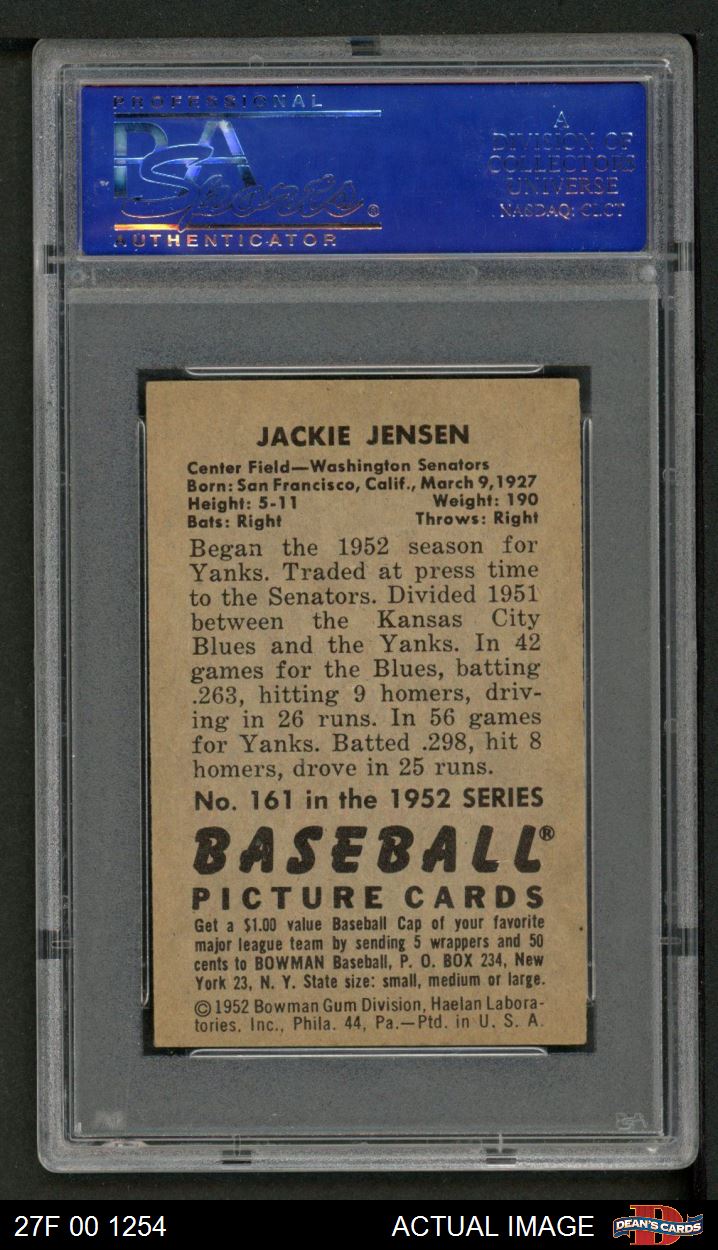 PROFESSIONAL
PSA
Sports®
AUTHENTICATOR
A
DIVISION OF
COLLECTORS
UNIVERSE
NASDAQ: CLCT
JACKIE JENSEN
Center Field—Washington Senators
Born: San Francisco, Calif., March 9, 1927
Height: 5-11 Weight: 190
Bats: Right Throws: Right
Began the 1952 season for
Yanks. Traded at press time
to the Senators. Divided 1951
between the Kansas City
Blues and the Yanks. In 42
games for the Blues, batting
.263, hitting 9 homers, driv-
ing in 26 runs. In 56 games
for Yanks. Batted .298, hit 8
homers, drove in 25 runs.
No. 161 in the 1952 SERIES
BASEBALL®
PICTURE CARDS
Get a $1.00 value Baseball Cap of your favorite
major league team by sending 5 wrappers and 50
cents to BOWMAN Baseball, P. O. BOX 234, New
York 23, N. Y. State size: small, medium or large.
©1952 Bowman Gum Division, Haelan Labora-
tories, Inc., Phila. 44, Pa.—Ptd. in U. S. A.
PSA
27F 00 1254 ACTUAL IMAGE DEAN'S CARDS